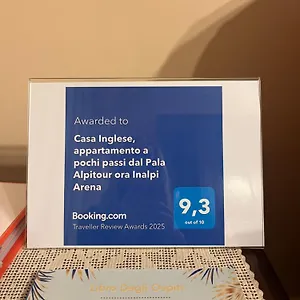 Awarded to
Casa Inglese,
appartamento a
pochi passi dal Pala
Alpitour ora Inalpi
Arena
9,3
out of 10
Booking.com
Traveller Review Awards 2025